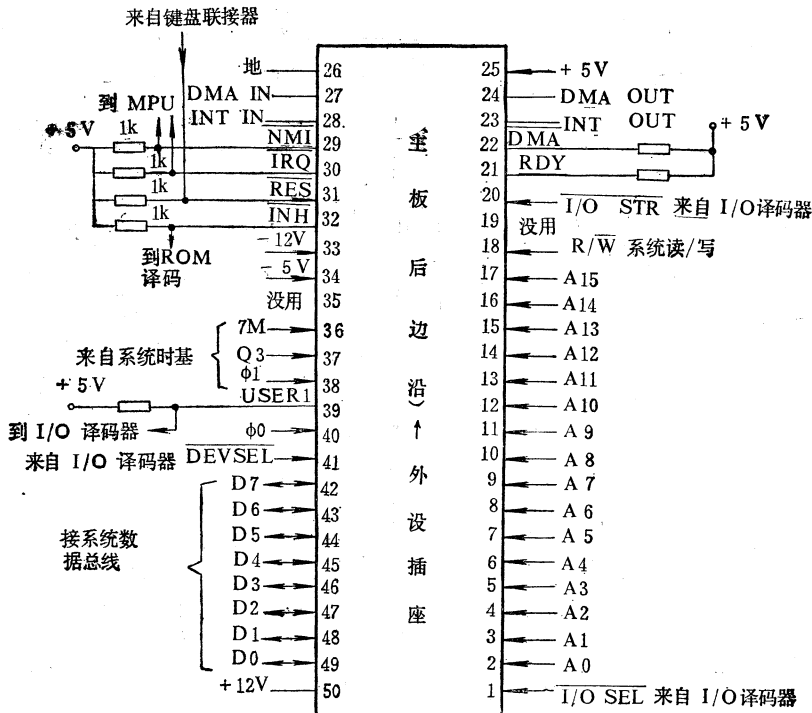 来自键盘联接器
地 26
25 +5V
DMA IN 27
24 DMA OUT
到 MPU
INT IN 28
23 INT OUT
+5V
+5V
1k
NMI 29
22 DMA
1k
IRQ 30
21 RDY
1k
RES 31
20 I/O STR 来自 I/O译码器
1k
INH 32
19 没用
-12V 33
18 R/W 系统读/写
到ROM
译码
-5V 34
17 A15
没用 35
16 A14
7M 36
15 A13
来自系统时基
Q3 37
14 A12
φ1 38
13 A11
+5V
USER1 39
12 A10
到 I/O 译码器
φ0 40
11 A9
来自 I/O 译码器 DEVSEL 41
10 A8
D7 42
9 A7
D6 43
8 A6
接系统数
据总线
D5 44
7 A5
D4 45
6 A4
D3 46
5 A3
D2 47
4 A2
D1 48
3 A1
D0 49
2 A0
+12V 50
1 I/O SEL 来自 I/O译码器
(主板后边沿)→外设插座